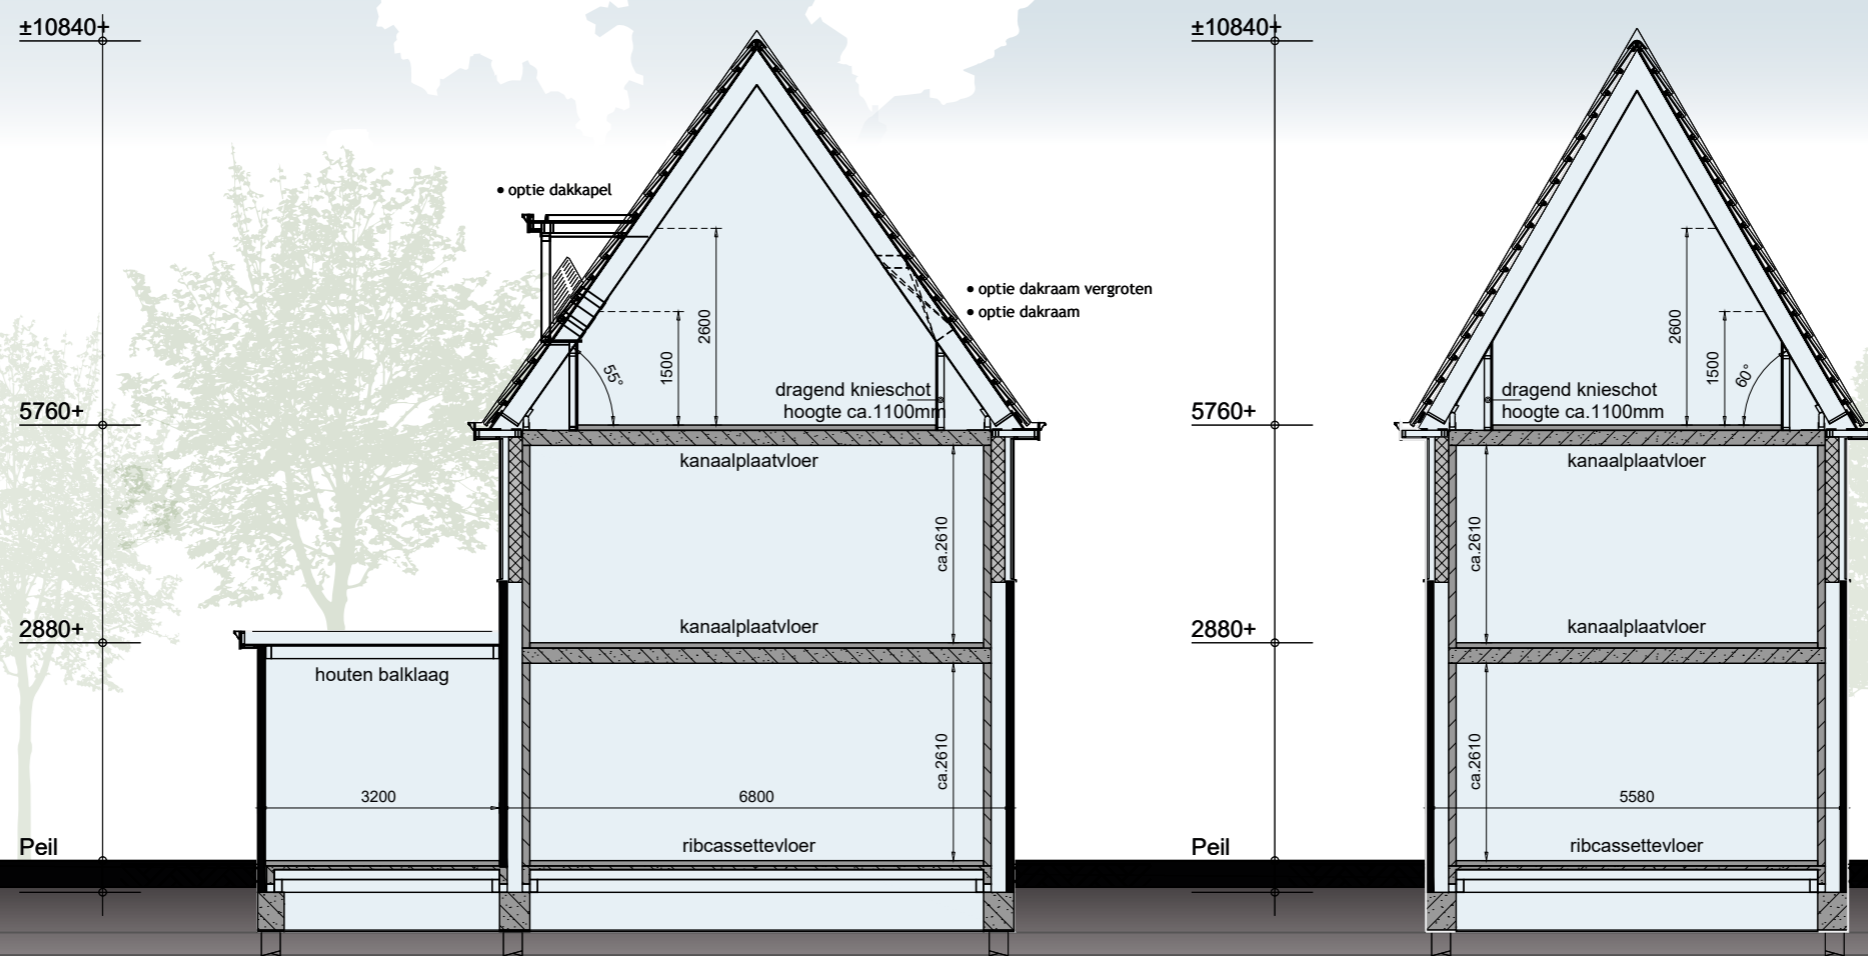 ±10840+
• optie dakkapel
• optie dakraam vergroten
• optie dakraam
2600
1500
55°
dragend knieschot
hoogte ca.1100mm
5760+
kanaalplaatvloer
ca.2610
kanaalplaatvloer
2880+
houten balklaag
ca.2610
3200
6800
Peil
ribcassettevloer
±10840+
2600
1500
60°
dragend knieschot
hoogte ca.1100mm
5760+
kanaalplaatvloer
ca.2610
kanaalplaatvloer
2880+
ca.2610
5580
Peil
ribcassettevloer